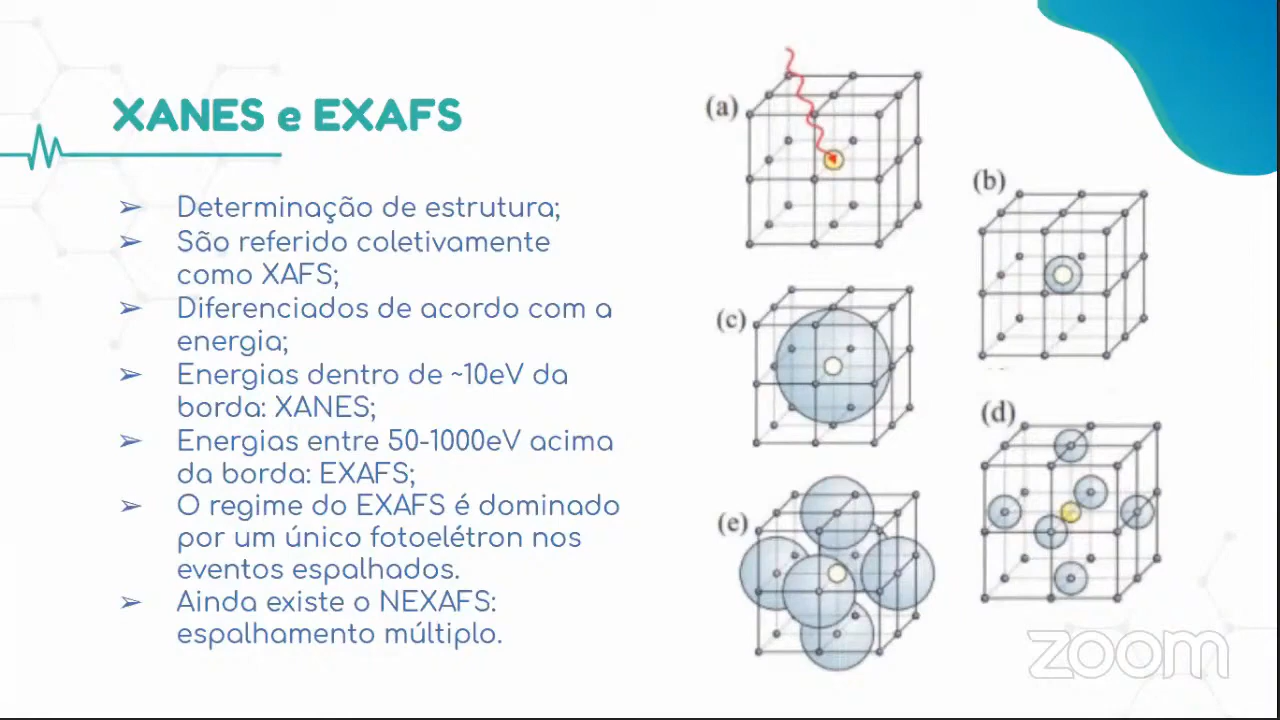 XANES e EXAFS
➢ Determinação de estrutura;
➢ São referido coletivamente
como XAFS;
➢ Diferenciados de acordo com a
energia;
➢ Energias dentro de ~10eV da
borda: XANES;
➢ Energias entre 50-1000eV acima
da borda: EXAFS;
➢ O regime do EXAFS é dominado
por um único fotoelétron nos
eventos espalhados.
➢ Ainda existe o NEXAFS:
espalhamento múltiplo.
(a)
(b)
(c)
(d)
(e)
zoom